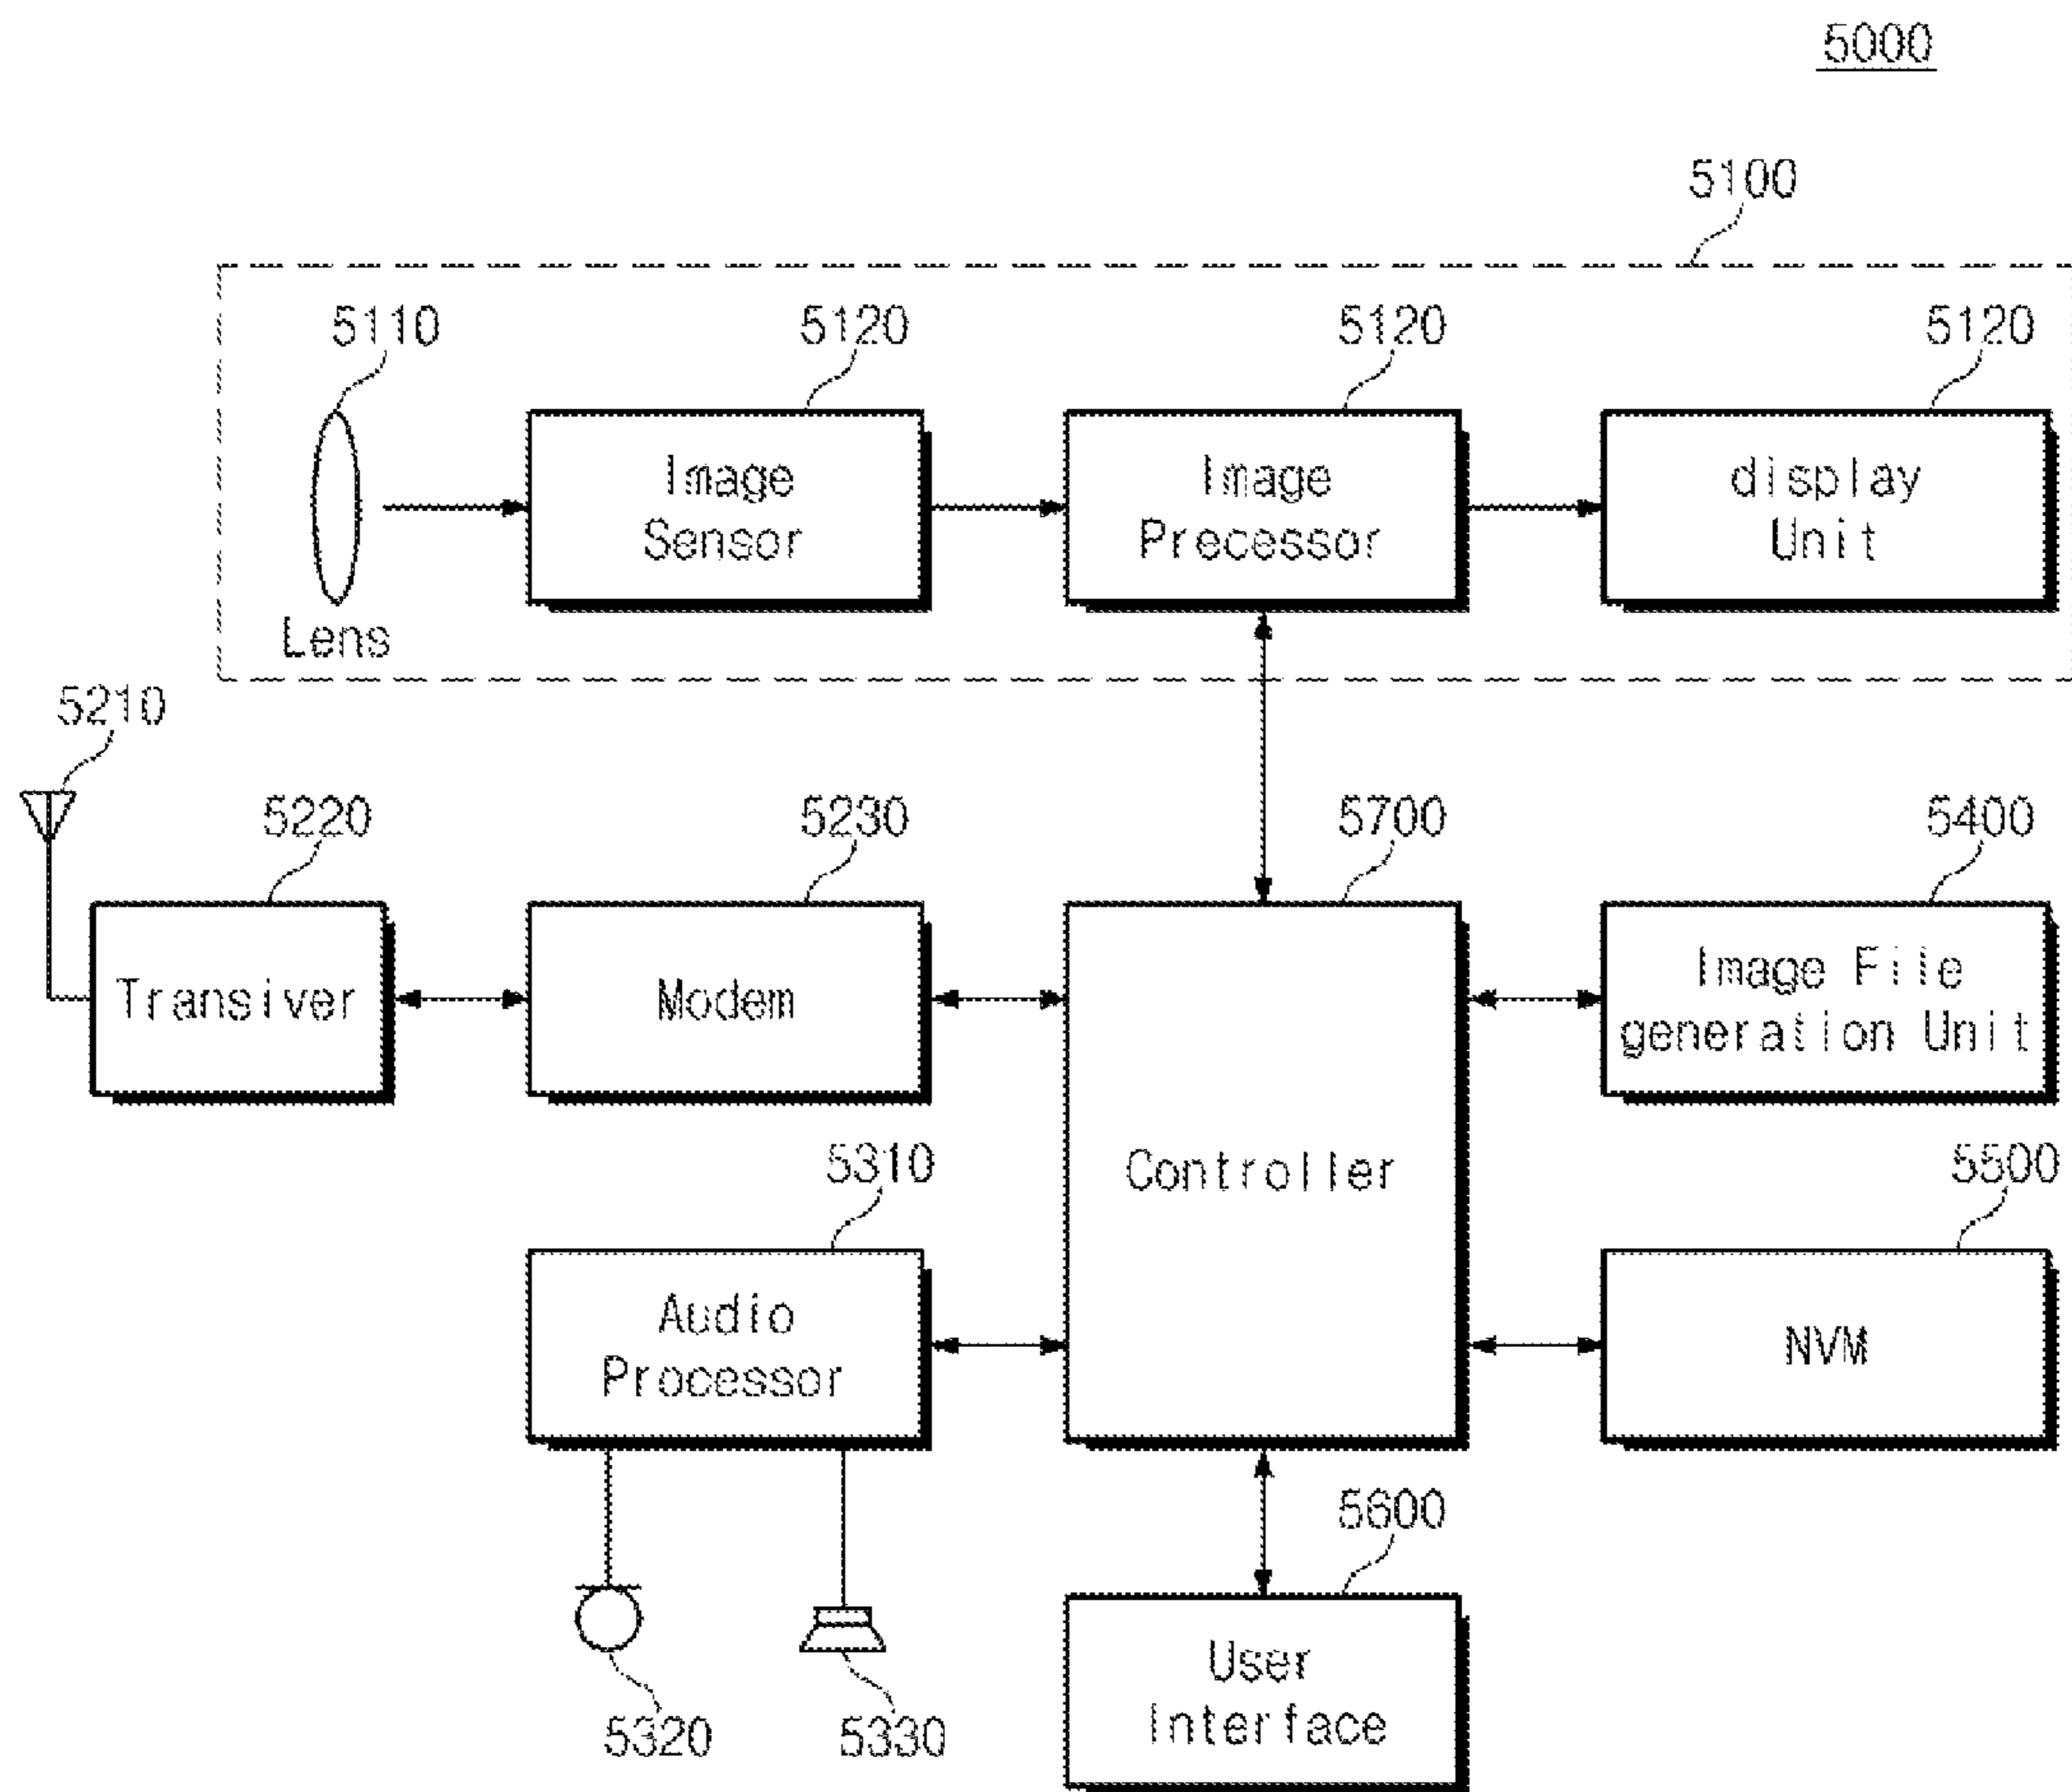 5000
5100
5110
5120
5120
5120
Image
Sensor
Image
Precessor
display
Unit
Lens
5210
5220
5230
5700
5400
Transiver
Modem
Controller
Image File
generation Unit
5310
5500
Audio
Processor
NVM
5600
User
Interface
5320
5330